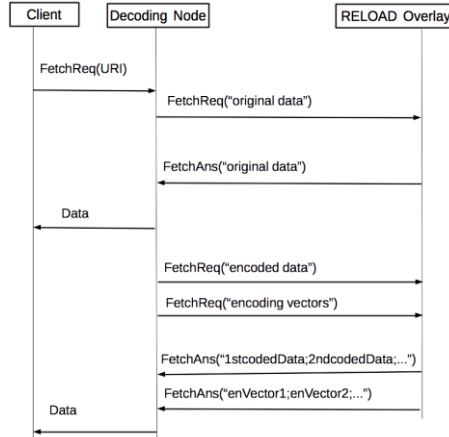 Client
Decoding Node
RELOAD Overlay
FetchReq(URI)
FetchReq(“original data”)
FetchAns(“original data”)
Data
FetchReq(“encoded data”)
FetchReq(“encoding vectors”)
FetchAns(“1stcodedData;2ndcodedData;...”)
FetchAns(“enVector1;enVector2;...”)
Data